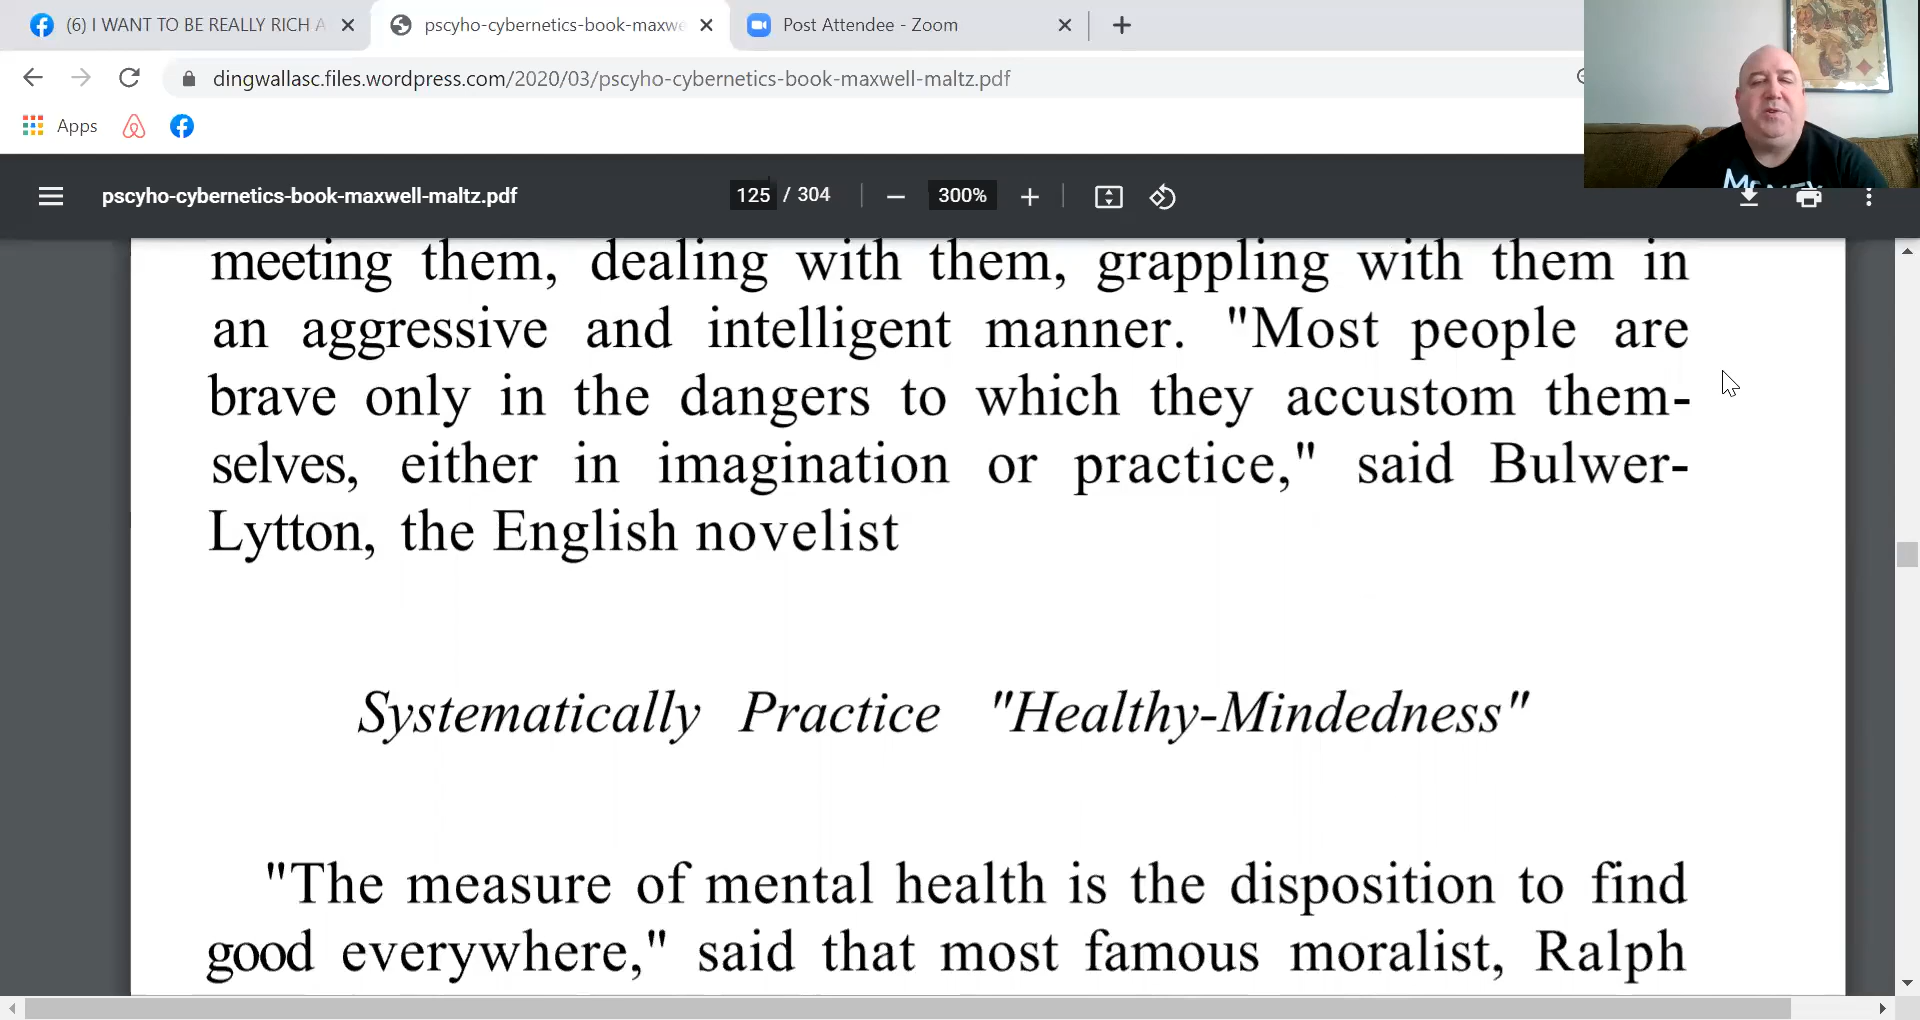 (6) I WANT TO BE REALLY RICH A
pscyho-cybernetics-book-maxwe
Post Attendee - Zoom
dingwallasc.files.wordpress.com/2020/03/pscyho-cybernetics-book-maxwell-maltz.pdf
Apps
pscyho-cybernetics-book-maxwell-maltz.pdf
125 / 304
300%
meeting them, dealing with them, grappling with them in
an aggressive and intelligent manner. "Most people are
brave only in the dangers to which they accustom them-
selves, either in imagination or practice," said Bulwer-
Lytton, the English novelist
Systematically Practice "Healthy-Mindedness"
"The measure of mental health is the disposition to find
good everywhere," said that most famous moralist, Ralph